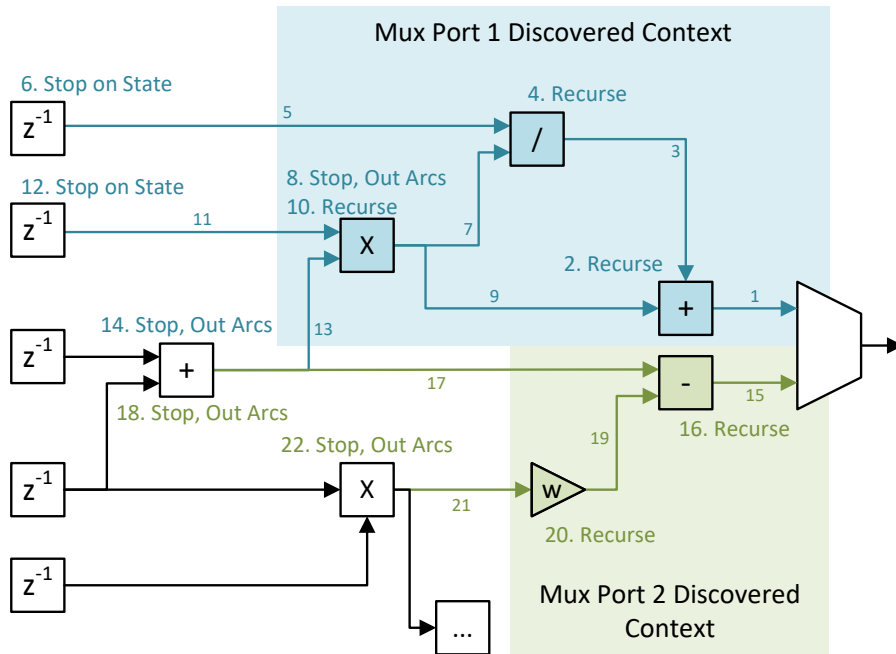 Mux Port 1 Discovered Context
6. Stop on State
4. Recurse
z-1
5
/
3
12. Stop on State
8. Stop, Out Arcs
10. Recurse
z-1
11
X
7
2. Recurse
9
+
1
14. Stop, Out Arcs
13
z-1
+
17
-
15
18. Stop, Out Arcs
19
16. Recurse
22. Stop, Out Arcs
z-1
X
21
w
20. Recurse
z-1
Mux Port 2 Discovered
Context
...